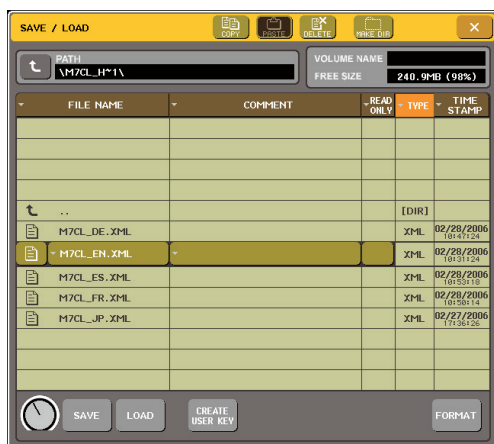 SAVE / LOAD
COPY PASTE DELETE MAKE DIR ×
PATH
\M7CL_H~1\
VOLUME NAME
FREE SIZE 240.9MB (98%)
FILE NAME COMMENT READ ONLY TYPE TIME STAMP
.. [DIR]
M7CL_DE.XML XML 02/28/2006 10:47:24
M7CL_EN.XML XML 02/28/2006 10:31:24
M7CL_ES.XML XML 02/28/2006 10:53:18
M7CL_FR.XML XML 02/28/2006 10:50:14
M7CL_JP.XML XML 02/27/2006 17:36:26
SAVE LOAD CREATE USER KEY FORMAT